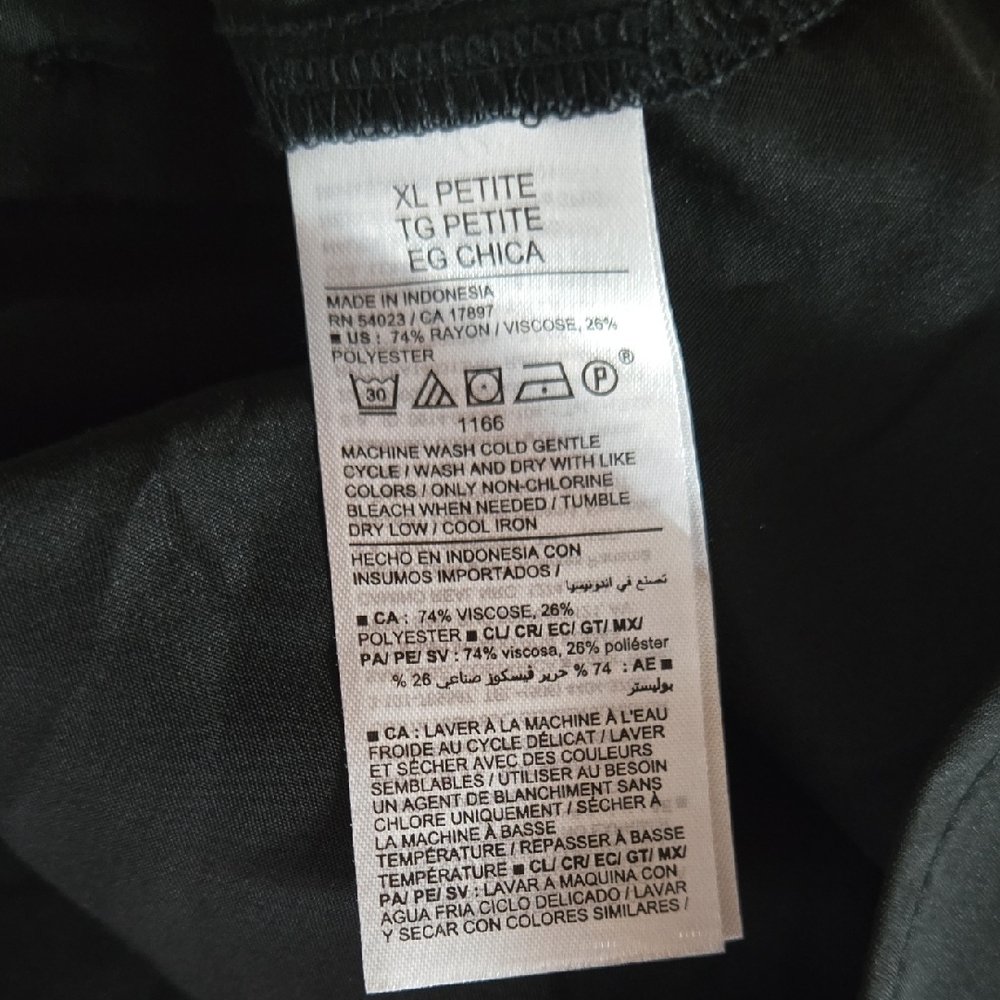 XL PETITE
TG PETITE
EG CHICA
MADE IN INDONESIA
RN 54023 / CA 17897
■ US : 74% RAYON / VISCOSE, 26%
POLYESTER
30 P ®
1166
MACHINE WASH COLD GENTLE
CYCLE / WASH AND DRY WITH LIKE
COLORS / ONLY NON-CHLORINE
BLEACH WHEN NEEDED / TUMBLE
DRY LOW / COOL IRON
HECHO EN INDONESIA CON
INSUMOS IMPORTADOS / تصنع في اندونيسيا
■ CA : 74% VISCOSE, 26%
POLYESTER ■ CL/ CR/ EC/ GT/ MX/
PA/ PE/ SV : 74% viscosa, 26% poliéster
■ AE : 74 % حرير فيسكوز صناعي 26 %
بوليستر
■ CA : LAVER À LA MACHINE À L'EAU
FROIDE AU CYCLE DÉLICAT / LAVER
ET SÉCHER AVEC DES COULEURS
SEMBLABLES / UTILISER AU BESOIN
UN AGENT DE BLANCHIMENT SANS
CHLORE UNIQUEMENT / SÉCHER À
LA MACHINE À BASSE
TEMPÉRATURE / REPASSER À BASSE
TEMPÉRATURE ■ CL/ CR/ EC/ GT/ MX/
PA/ PE/ SV : LAVAR A MAQUINA CON
AGUA FRIA CICLO DELICADO / LAVAR
Y SECAR CON COLORES SIMILARES /